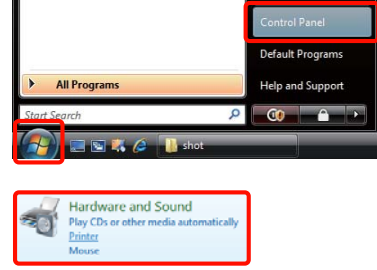 Control Panel
Default Programs
All Programs
Help and Support
Start Search
shot
Hardware and Sound
Play CDs or other media automatically
Printer
Mouse